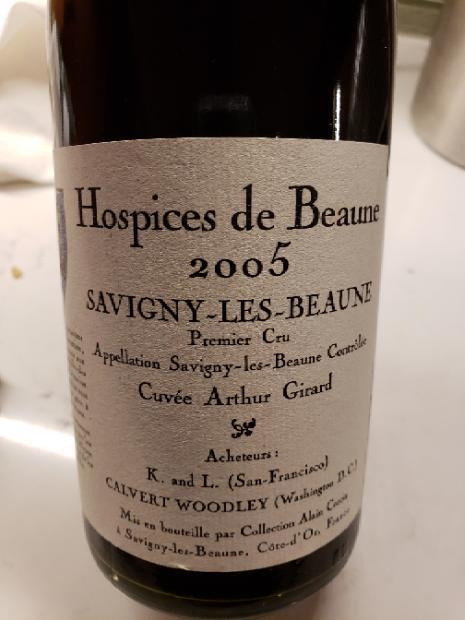 Hospices de Beaune
2005
SAVIGNY-LES-BEAUNE
Premier Cru
Appellation Savigny-les-Beaune Contrôlée
Cuvée Arthur Girard
Acheteurs :
K. and L. (San-Francisco)
CALVERT WOODLEY (Washington D.C.)
Mis en bouteille par Collection Alain
à Savigny-les-Beaune, Côte-d'Or, France